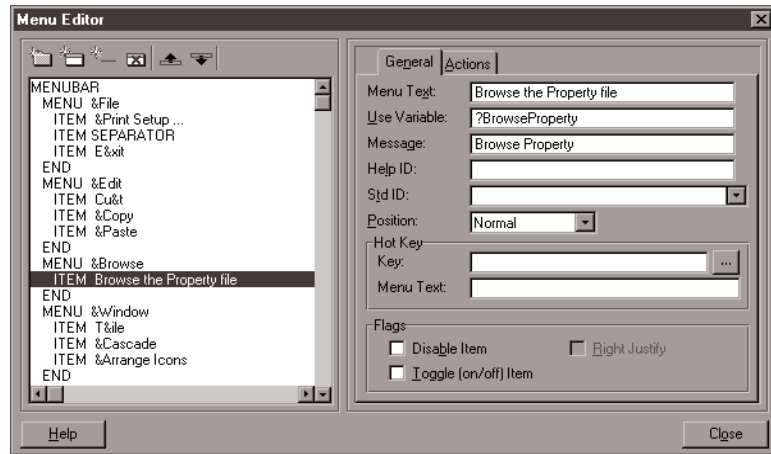 Menu Editor
MENUBAR
MENU &File
ITEM &Print Setup ...
ITEM SEPARATOR
ITEM E&xit
END
MENU &Edit
ITEM Cu&t
ITEM &Copy
ITEM &Paste
END
MENU &Browse
ITEM Browse the Property file
END
MENU &Window
ITEM T&ile
ITEM &Cascade
ITEM &Arrange Icons
END
General Actions
Menu Text: Browse the Property file
Use Variable: ?BrowseProperty
Message: Browse Property
Help ID:
Std ID:
Position: Normal
Hot Key
Key: ...
Menu Text:
Flags
Disable Item Right Justify
Toggle (on/off) Item
Help Close